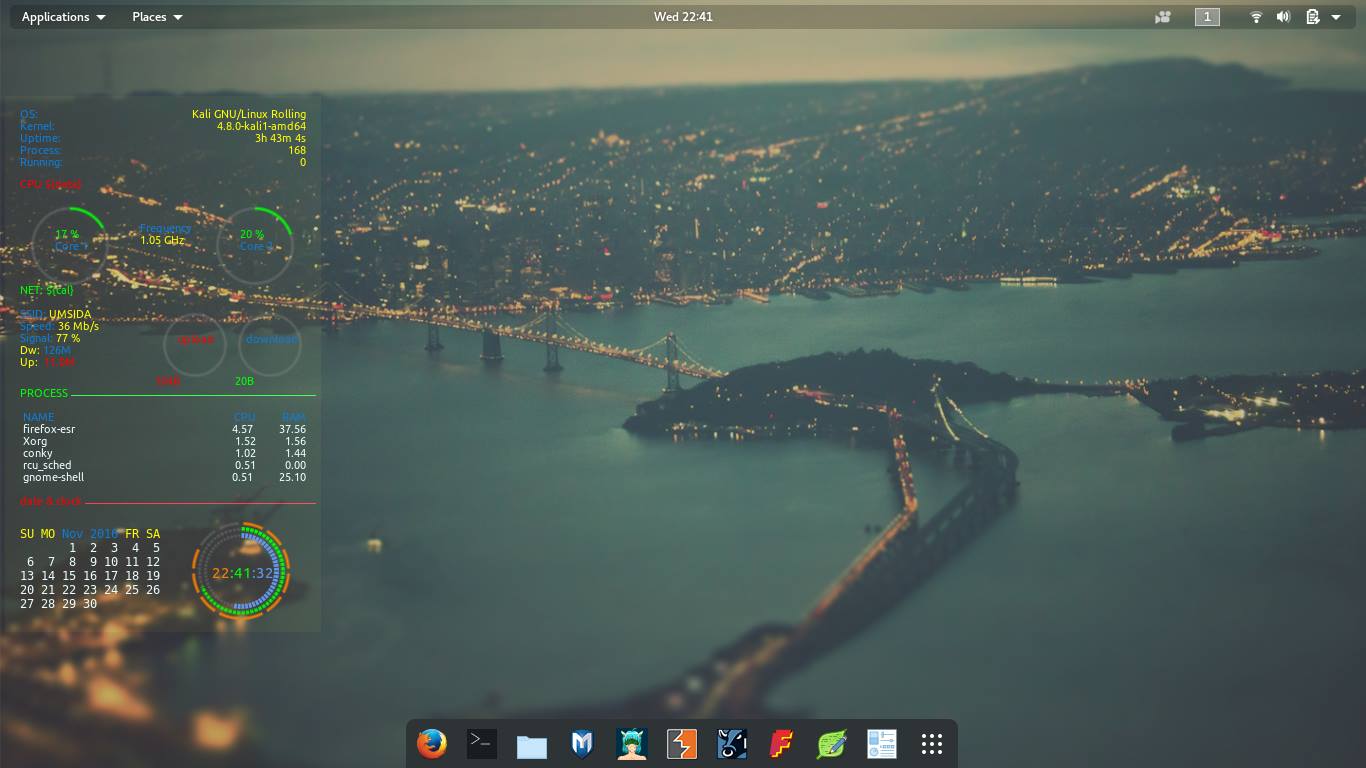 Applications Places Wed 22:41 1
OS: Kali GNU/Linux Rolling
Kernel: 4.8.0-kali1-amd64
Uptime: 3h 43m 4s
Process: 168
Running: 0
CPU
17 % Frequency 20 %
Core 1 1.05 GHz Core 2
NET: ${cal}
SSID: UMSIDA
Speed: 36 Mb/s
Signal: 77 % upload download
Dw: 126M
Up:
20B
PROCESS
NAME CPU RAM
firefox-esr 4.57 37.56
Xorg 1.52 1.56
conky 1.02 1.44
rcu_sched 0.51 0.00
gnome-shell 0.51 25.10
date & clock
SU MO Nov 2016 FR SA
1 2 3 4 5
6 7 8 9 10 11 12
13 14 15 16 17 18 19
20 21 22 23 24 25 26
27 28 29 30
22:41:32